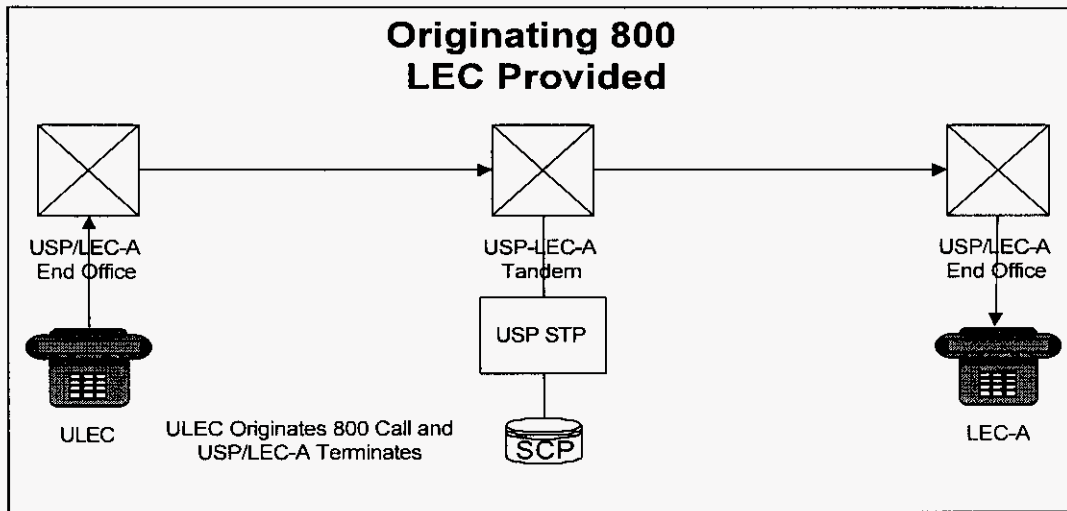 Originating 800
LEC Provided
USP/LEC-A
End Office
USP-LEC-A
Tandem
USP/LEC-A
End Office
USP STP
ULEC
ULEC Originates 800 Call and
USP/LEC-A Terminates
SCP
LEC-A